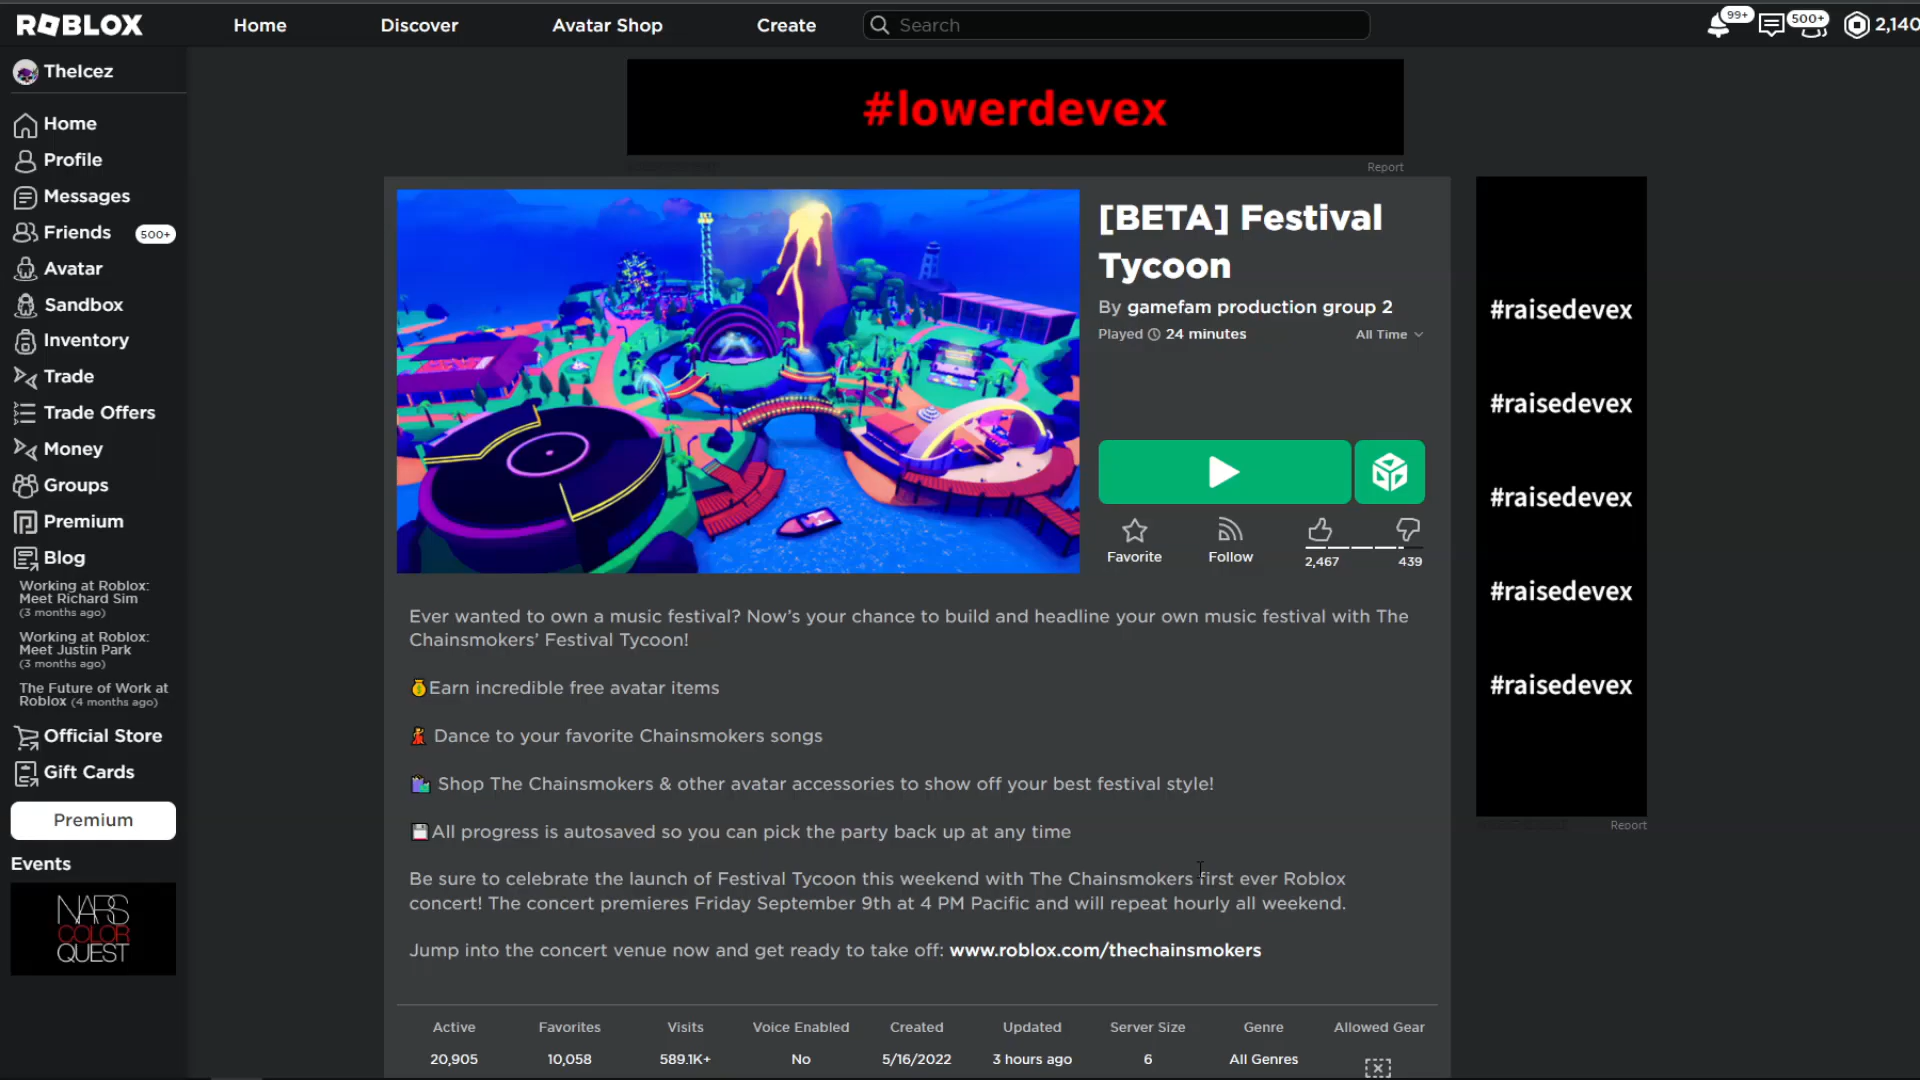 ROBLOX
Home
Discover
Avatar Shop
Create
Search
99+
500+
2,140
TheIcez
Home
Profile
Messages
Friends
500+
Avatar
Sandbox
Inventory
Trade
Trade Offers
Money
Groups
Premium
Blog
Working at Roblox:
Meet Richard Sim
(3 months ago)
Working at Roblox:
Meet Justin Park
(3 months ago)
The Future of Work at
Roblox (4 months ago)
Official Store
Gift Cards
Premium
Events
NARS
COLOR
QUEST
#lowerdevex
Report
[BETA] Festival
Tycoon
By gamefam production group 2
Played 24 minutes
All Time
Favorite
Follow
2,467
439
Ever wanted to own a music festival? Now's your chance to build and headline your own music festival with The
Chainsmokers' Festival Tycoon!
💰Earn incredible free avatar items
💃 Dance to your favorite Chainsmokers songs
🛍 Shop The Chainsmokers & other avatar accessories to show off your best festival style!
💾All progress is autosaved so you can pick the party back up at any time
Be sure to celebrate the launch of Festival Tycoon this weekend with The Chainsmokers first ever Roblox
concert! The concert premieres Friday September 9th at 4 PM Pacific and will repeat hourly all weekend.
Jump into the concert venue now and get ready to take off: www.roblox.com/thechainsmokers
Active
Favorites
Visits
Voice Enabled
Created
Updated
Server Size
Genre
Allowed Gear
20,905
10,058
589.1K+
No
5/16/2022
3 hours ago
6
All Genres
#raisedevex
#raisedevex
#raisedevex
#raisedevex
#raisedevex
Report